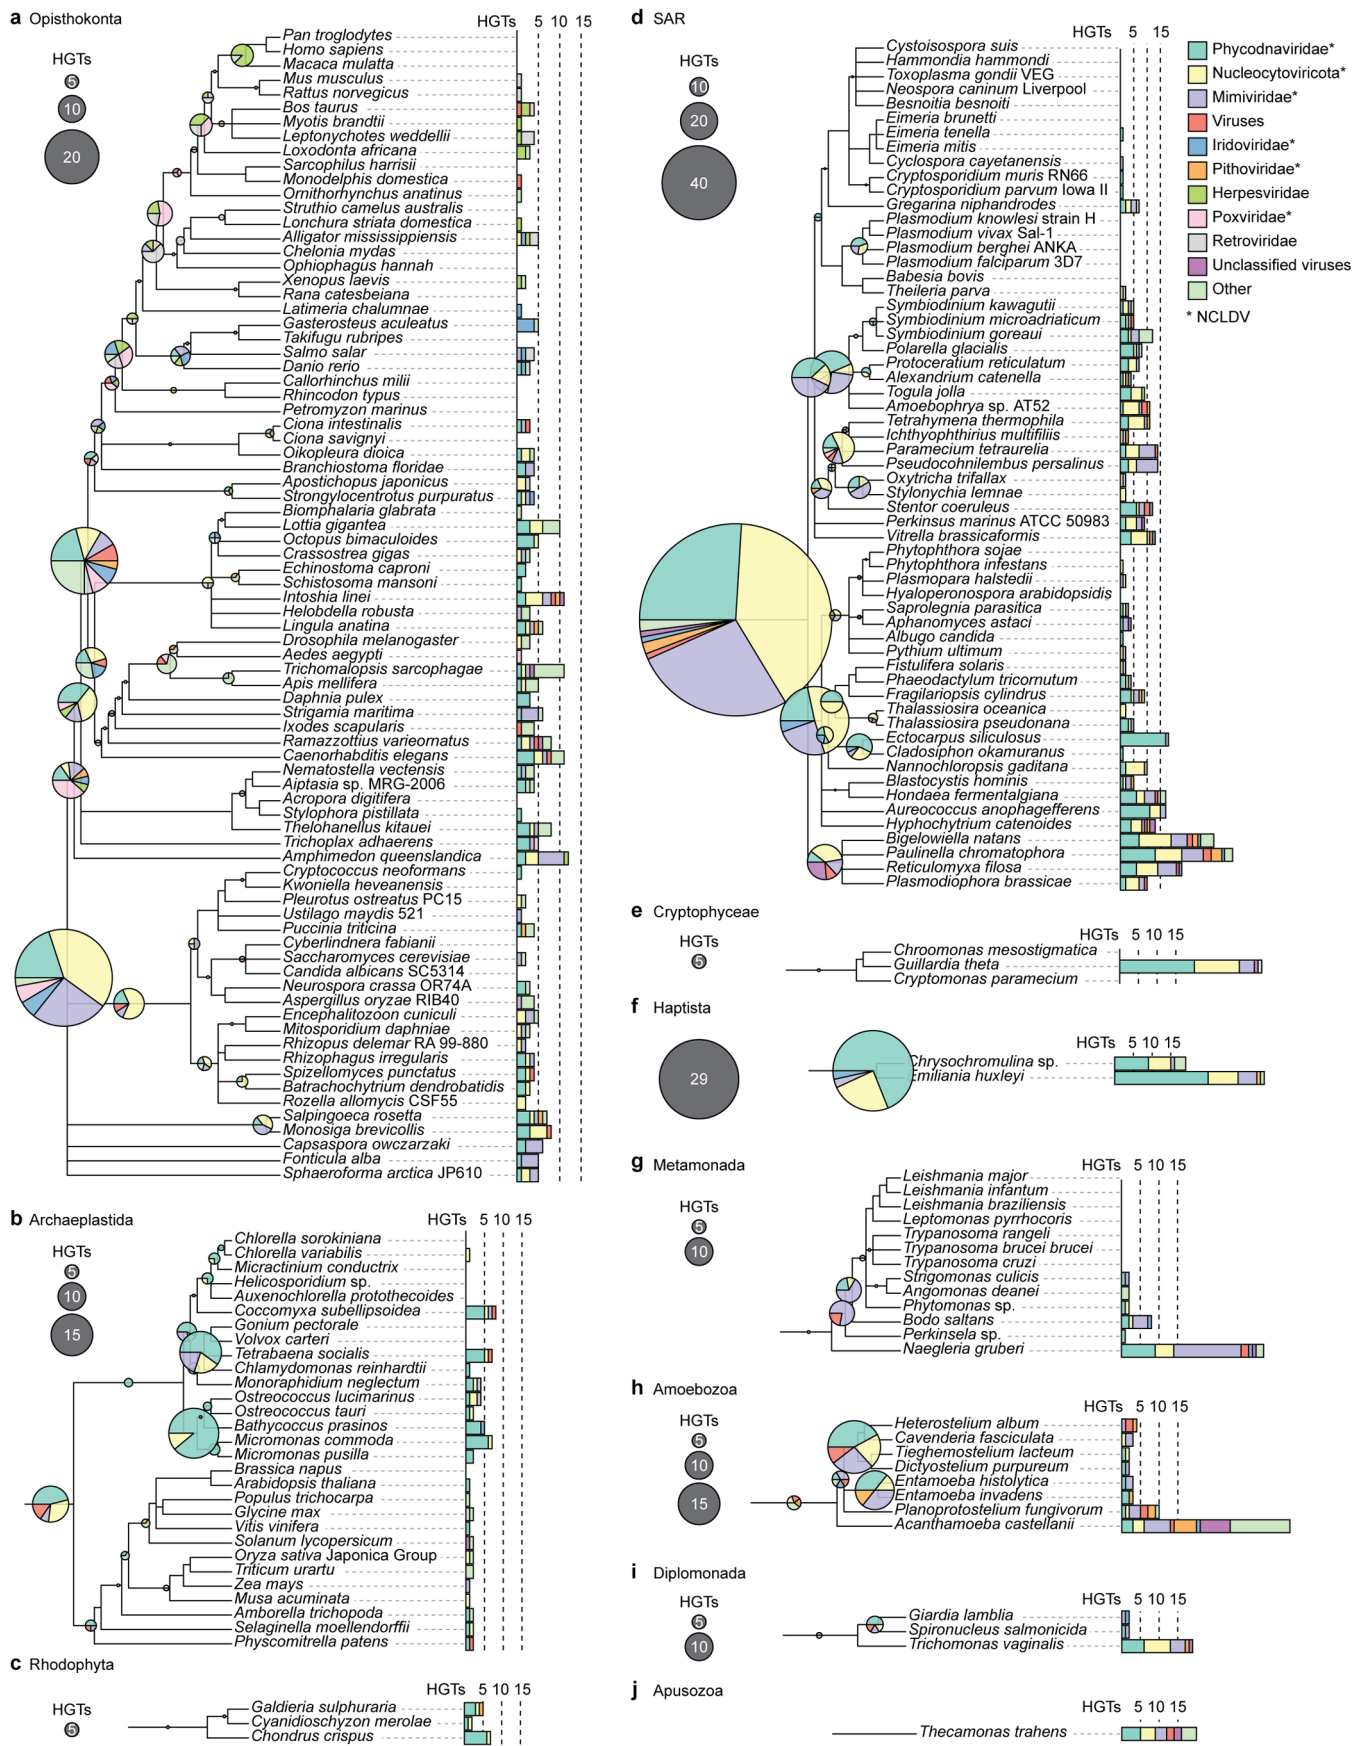 a Opisthokonta
HGTs 5 10 15
HGTs
5
10
20
Pan troglodytes
Homo sapiens
Macaca mulatta
Mus musculus
Rattus norvegicus
Bos taurus
Myotis brandtii
Leptonychotes weddellii
Loxodonta africana
Sarcophilus harrisii
Monodelphis domestica
Ornithorhynchus anatinus
Struthio camelus australis
Lonchura striata domestica
Alligator mississippiensis
Chelonia mydas
Ophiophagus hannah
Xenopus laevis
Rana catesbeiana
Latimeria chalumnae
Gasterosteus aculeatus
Takifugu rubripes
Salmo salar
Danio rerio
Callorhinchus milii
Rhincodon typus
Petromyzon marinus
Ciona intestinalis
Ciona savignyi
Oikopleura dioica
Branchiostoma floridae
Apostichopus japonicus
Strongylocentrotus purpuratus
Biomphalaria glabrata
Lottia gigantea
Octopus bimaculoides
Crassostrea gigas
Echinostoma caproni
Schistosoma mansoni
Intoshia linei
Helobdella robusta
Lingula anatina
Drosophila melanogaster
Aedes aegypti
Trichomalopsis sarcophagae
Apis mellifera
Daphnia pulex
Strigamia maritima
Ixodes scapularis
Ramazzottius varieornatus
Caenorhabditis elegans
Nematostella vectensis
Aiptasia sp. MRG-2006
Acropora digitifera
Stylophora pistillata
Thelohanellus kitauei
Trichoplax adhaerens
Amphimedon queenslandica
Cryptococcus neoformans
Kwoniella heveanensis
Pleurotus ostreatus PC15
Ustilago maydis 521
Puccinia triticina
Cyberlindnera fabianii
Saccharomyces cerevisiae
Candida albicans SC5314
Neurospora crassa OR74A
Aspergillus oryzae RIB40
Encephalitozoon cuniculi
Mitosporidium daphniae
Rhizopus delemar RA 99-880
Rhizophagus irregularis
Spizellomyces punctatus
Batrachochytrium dendrobatidis
Rozella allomycis CSF55
Salpingoeca rosetta
Monosiga brevicollis
Capsaspora owczarzaki
Fonticula alba
Sphaeroforma arctica JP610
b Archaeplastida
HGTs 5 10 15
HGTs
5
10
15
Chlorella sorokiniana
Chlorella variabilis
Micractinium conductrix
Helicosporidium sp.
Auxenochlorella protothecoides
Coccomyxa subellipsoidea
Gonium pectorale
Volvox carteri
Tetrabaena socialis
Chlamydomonas reinhardtii
Monoraphidium neglectum
Ostreococcus lucimarinus
Ostreococcus tauri
Bathycoccus prasinos
Micromonas commoda
Micromonas pusilla
Brassica napus
Arabidopsis thaliana
Populus trichocarpa
Glycine max
Vitis vinifera
Solanum lycopersicum
Oryza sativa Japonica Group
Triticum urartu
Zea mays
Musa acuminata
Amborella trichopoda
Selaginella moellendorffii
Physcomitrella patens
c Rhodophyta
HGTs 5 10 15
HGTs
5
Galdieria sulphuraria
Cyanidioschyzon merolae
Chondrus crispus
d SAR
HGTs 5 15
HGTs
10
20
40
Cystoisospora suis
Hammondia hammondi
Toxoplasma gondii VEG
Neospora caninum Liverpool
Besnoitia besnoiti
Eimeria brunetti
Eimeria tenella
Eimeria mitis
Cyclospora cayetanensis
Cryptosporidium muris RN66
Cryptosporidium parvum Iowa II
Gregarina niphandrodes
Plasmodium knowlesi strain H
Plasmodium vivax Sal-1
Plasmodium berghei ANKA
Plasmodium falciparum 3D7
Babesia bovis
Theileria parva
Symbiodinium kawagutii
Symbiodinium microadriaticum
Symbiodinium goreaui
Polarella glacialis
Protoceratium reticulatum
Alexandrium catenella
Togula jolla
Amoebophrya sp. AT52
Tetrahymena thermophila
Ichthyophthirius multifiliis
Paramecium tetraurelia
Pseudocohnilembus persalinus
Oxytricha trifallax
Stylonychia lemnae
Stentor coeruleus
Perkinsus marinus ATCC 50983
Vitrella brassicaformis
Phytophthora sojae
Phytophthora infestans
Plasmopara halstedii
Hyaloperonospora arabidopsidis
Saprolegnia parasitica
Aphanomyces astaci
Albugo candida
Pythium ultimum
Fistulifera solaris
Phaeodactylum tricornutum
Fragilariopsis cylindrus
Thalassiosira oceanica
Thalassiosira pseudonana
Ectocarpus siliculosus
Cladosiphon okamuranus
Nannochloropsis gaditana
Blastocystis hominis
Hondaea fermentalgiana
Aureococcus anophagefferens
Hyphochytrium catenoides
Bigelowiella natans
Paulinella chromatophora
Reticulomyxa filosa
Plasmodiophora brassicae
Phycodnaviridae*
Nucleocytoviricota*
Mimiviridae*
Viruses
Iridoviridae*
Pithoviridae*
Herpesviridae
Poxviridae*
Retroviridae
Unclassified viruses
Other
* NCLDV
e Cryptophyceae
HGTs 5 10 15
HGTs
5
Chroomonas mesostigmatica
Guillardia theta
Cryptomonas paramecium
f Haptista
HGTs 5 10 15
HGTs
29
Chrysochromulina sp.
Emiliania huxleyi
g Metamonada
HGTs 5 10 15
HGTs
5
10
Leishmania major
Leishmania infantum
Leishmania braziliensis
Leptomonas pyrrhocoris
Trypanosoma rangeli
Trypanosoma brucei brucei
Trypanosoma cruzi
Strigomonas culicis
Angomonas deanei
Phytomonas sp.
Bodo saltans
Perkinsela sp.
Naegleria gruberi
h Amoebozoa
HGTs 5 10 15
HGTs
5
10
15
Heterostelium album
Cavenderia fasciculata
Tieghemostelium lacteum
Dictyostelium purpureum
Entamoeba histolytica
Entamoeba invadens
Planoprotostelium fungivorum
Acanthamoeba castellanii
i Diplomonada
HGTs 5 10 15
HGTs
5
10
Giardia lamblia
Spironucleus salmonicida
Trichomonas vaginalis
j Apusozoa
HGTs 5 10 15
Thecamonas trahens